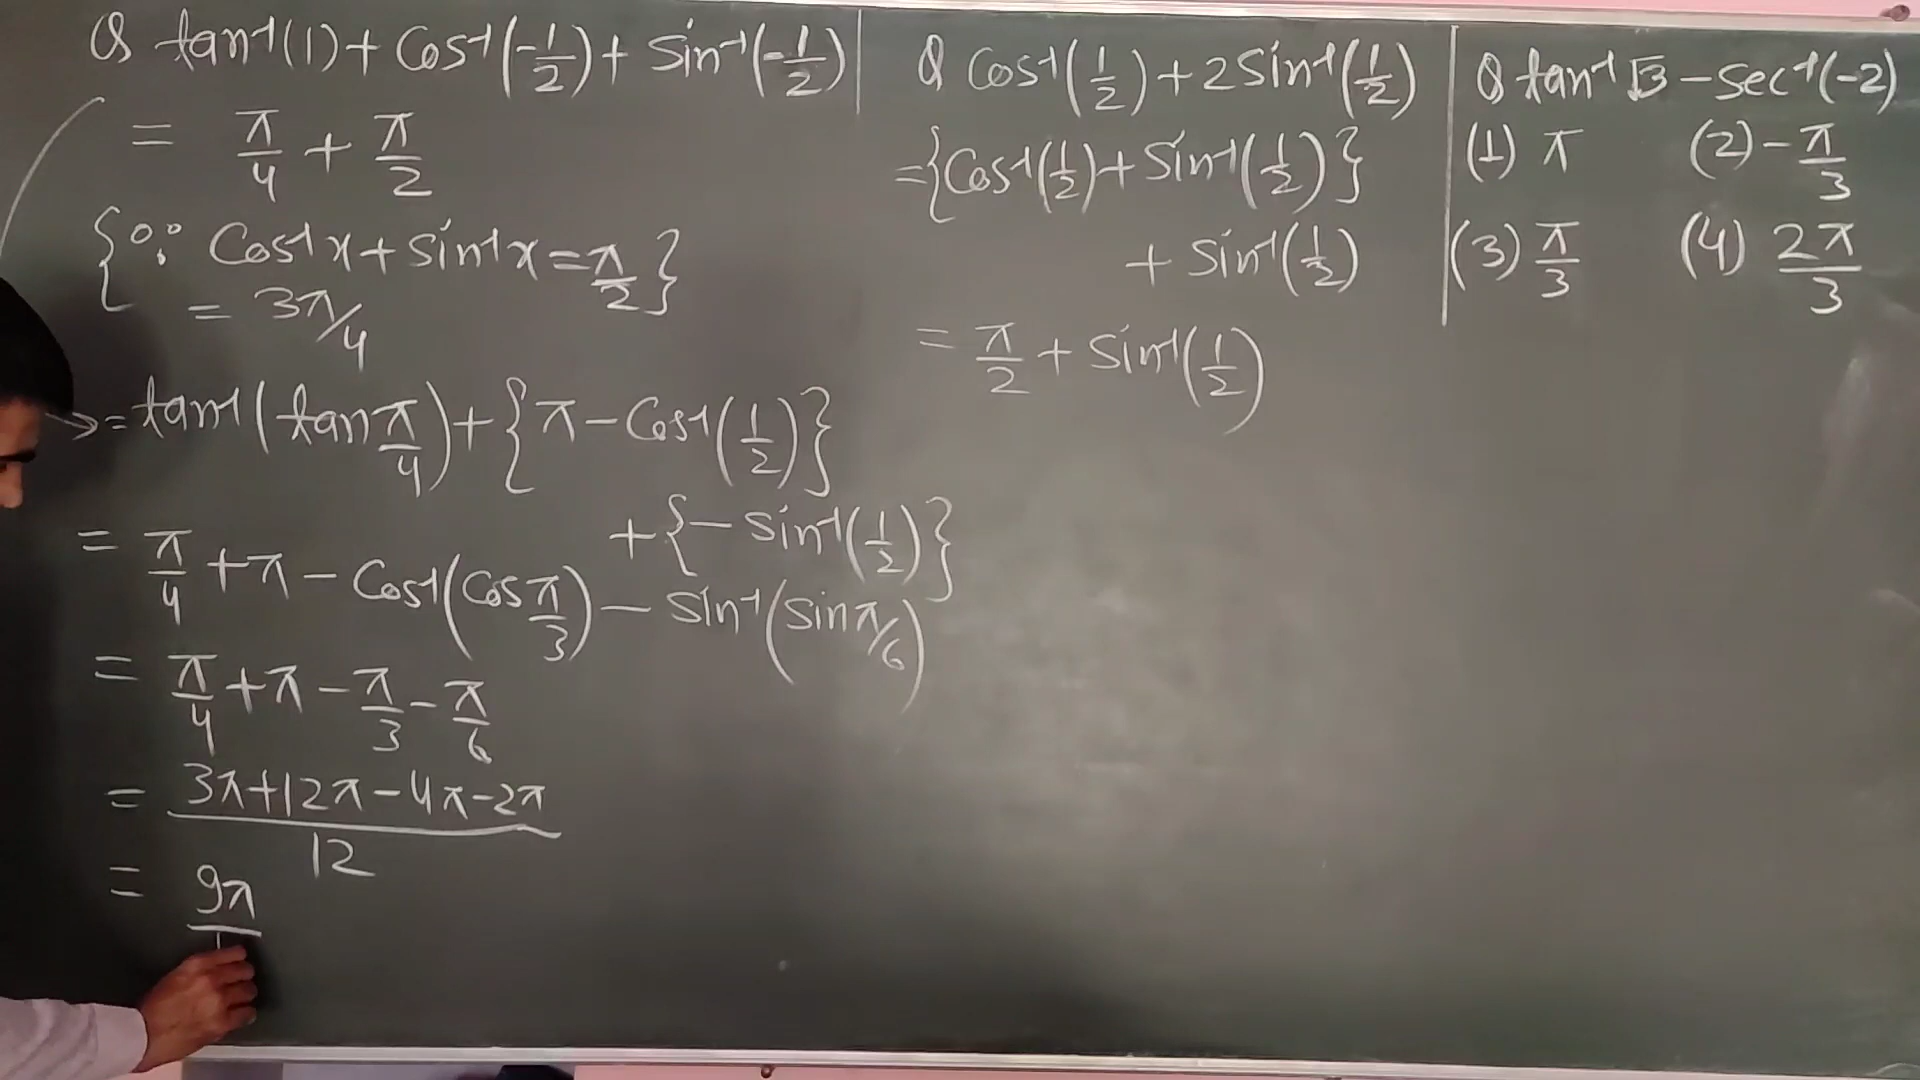 Q tan⁻¹(1) + Cos⁻¹(-1/2) + Sin⁻¹(-1/2)
= π/4 + π/2
{∵ Cos⁻¹x + Sin⁻¹x = π/2}
= 3π/4
→ = tan⁻¹(tan π/4) + {π - Cos⁻¹(1/2)}
+ {- Sin⁻¹(1/2)}
= π/4 + π - Cos⁻¹(Cos π/3) - Sin⁻¹(Sin π/6)
= π/4 + π - π/3 - π/6
= (3π + 12π - 4π - 2π)/12
= 9π/1
Q Cos⁻¹(1/2) + 2Sin⁻¹(1/2)
= {Cos⁻¹(1/2) + Sin⁻¹(1/2)}
+ Sin⁻¹(1/2)
= π/2 + Sin⁻¹(1/2)
Q tan⁻¹√3 - Sec⁻¹(-2)
(1) π (2) -π/3
(3) π/3 (4) 2π/3